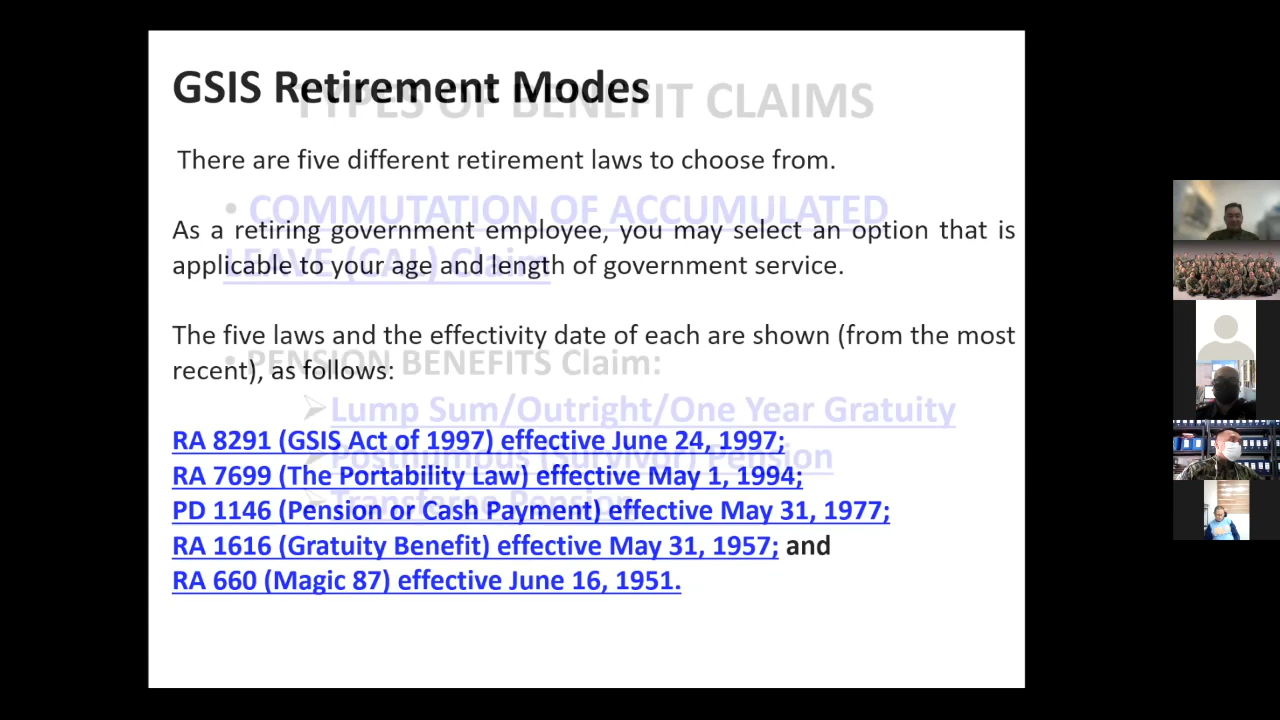 GSIS Retirement Modes
TYPES OF BENEFIT CLAIMS
There are five different retirement laws to choose from.
• COMMUTATION OF ACCUMULATED
As a retiring government employee, you may select an option that is
LEAVE (CAL) Claim
applicable to your age and length of government service.
The five laws and the effectivity date of each are shown (from the most
• PENSION BENEFITS Claim:
recent), as follows:
➢ Lump Sum/Outright/One Year Gratuity
RA 8291 (GSIS Act of 1997) effective June 24, 1997;
➢ Posthumous (Survivor) Pension
RA 7699 (The Portability Law) effective May 1, 1994;
➢ Transferee Pension
PD 1146 (Pension or Cash Payment) effective May 31, 1977;
RA 1616 (Gratuity Benefit) effective May 31, 1957; and
RA 660 (Magic 87) effective June 16, 1951.